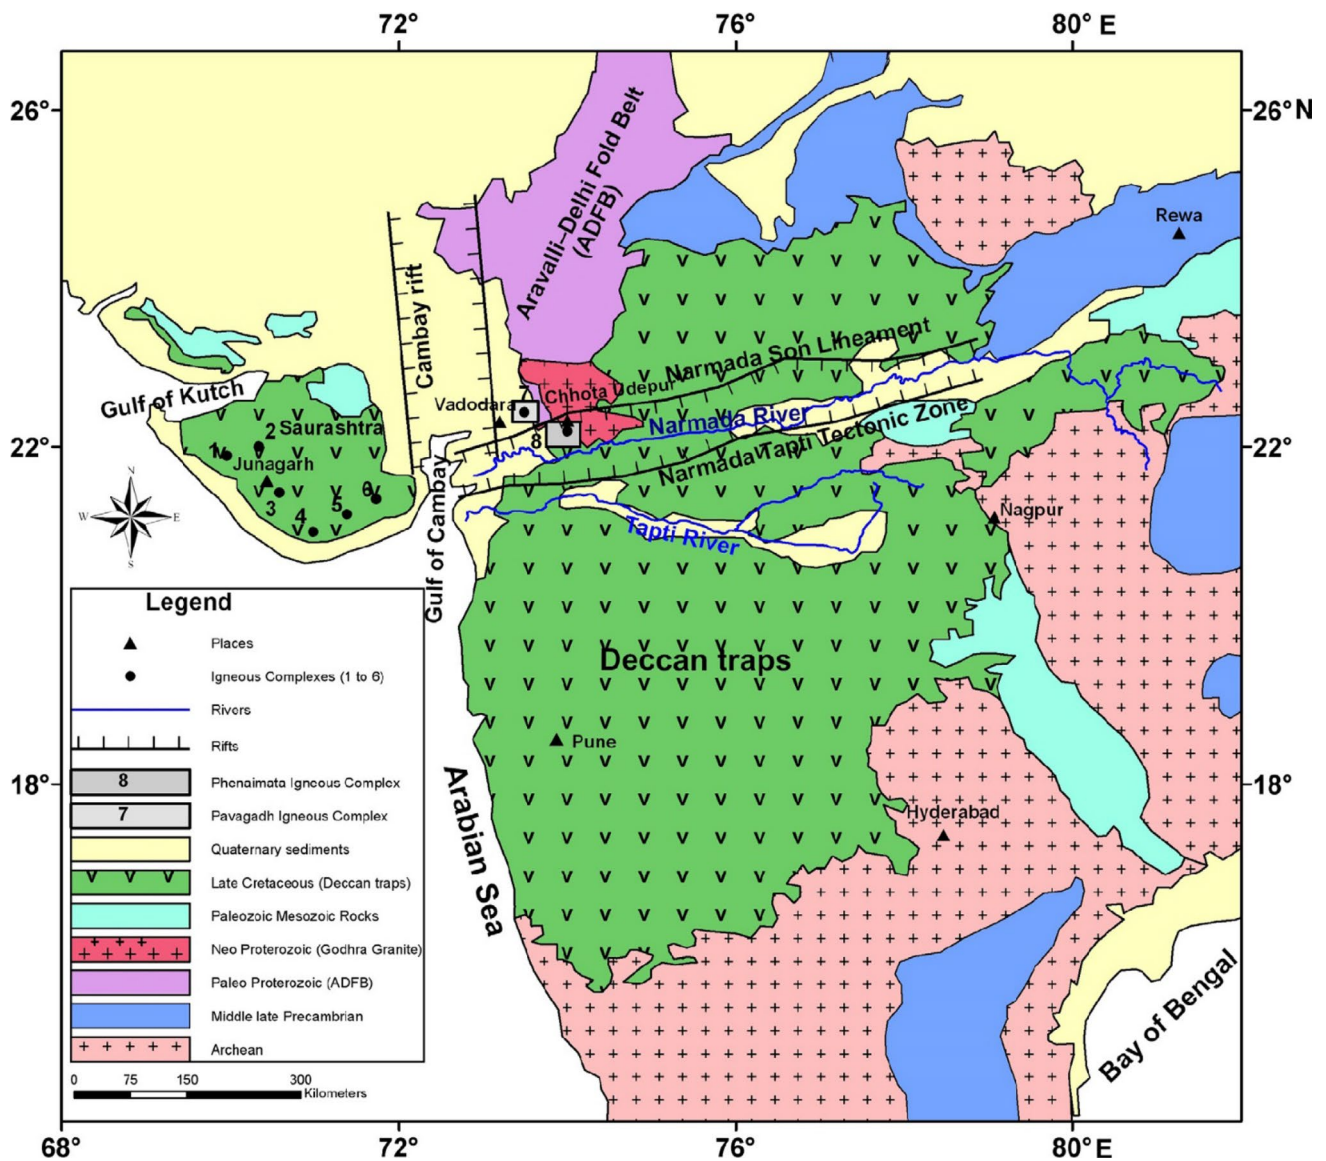 72°
76°
80° E
26°
26° N
Aravalli-Delhi Fold Belt
(ADFB)
Rewa
Cambay rift
Narmada Son Lineament
Gulf of Kutch
Vadodara
7
Chhota Udepur
Saurashtra
Narmada River
8
22°
22°
1
2
Junagarh
Narmada Tapti Tectonic Zone
3
4
5
6
N
W
E
S
Gulf of Cambay
Tapti River
Nagpur
Deccan traps
Pune
18°
18°
Hyderabad
Arabian Sea
Bay of Bengal
Legend
Places
Igneous Complexes (1 to 6)
Rivers
Rifts
8
Phenaimata Igneous Complex
7
Pavagadh Igneous Complex
Quaternary sediments
Late Cretaceous (Deccan traps)
Paleozoic Mesozoic Rocks
Neo Proterozoic (Godhra Granite)
Paleo Proterozoic (ADFB)
Middle late Precambrian
Archean
0
75
150
300
Kilometers
68°
72°
76°
80° E